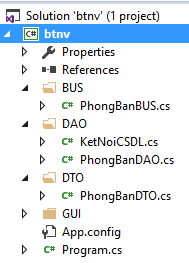 Solution 'btnv' (1 project)
C# btnv
Properties
References
BUS
C# PhongBanBUS.cs
DAO
C# KetNoiCSDL.cs
C# PhongBanDAO.cs
DTO
C# PhongBanDTO.cs
GUI
App.config
C# Program.cs